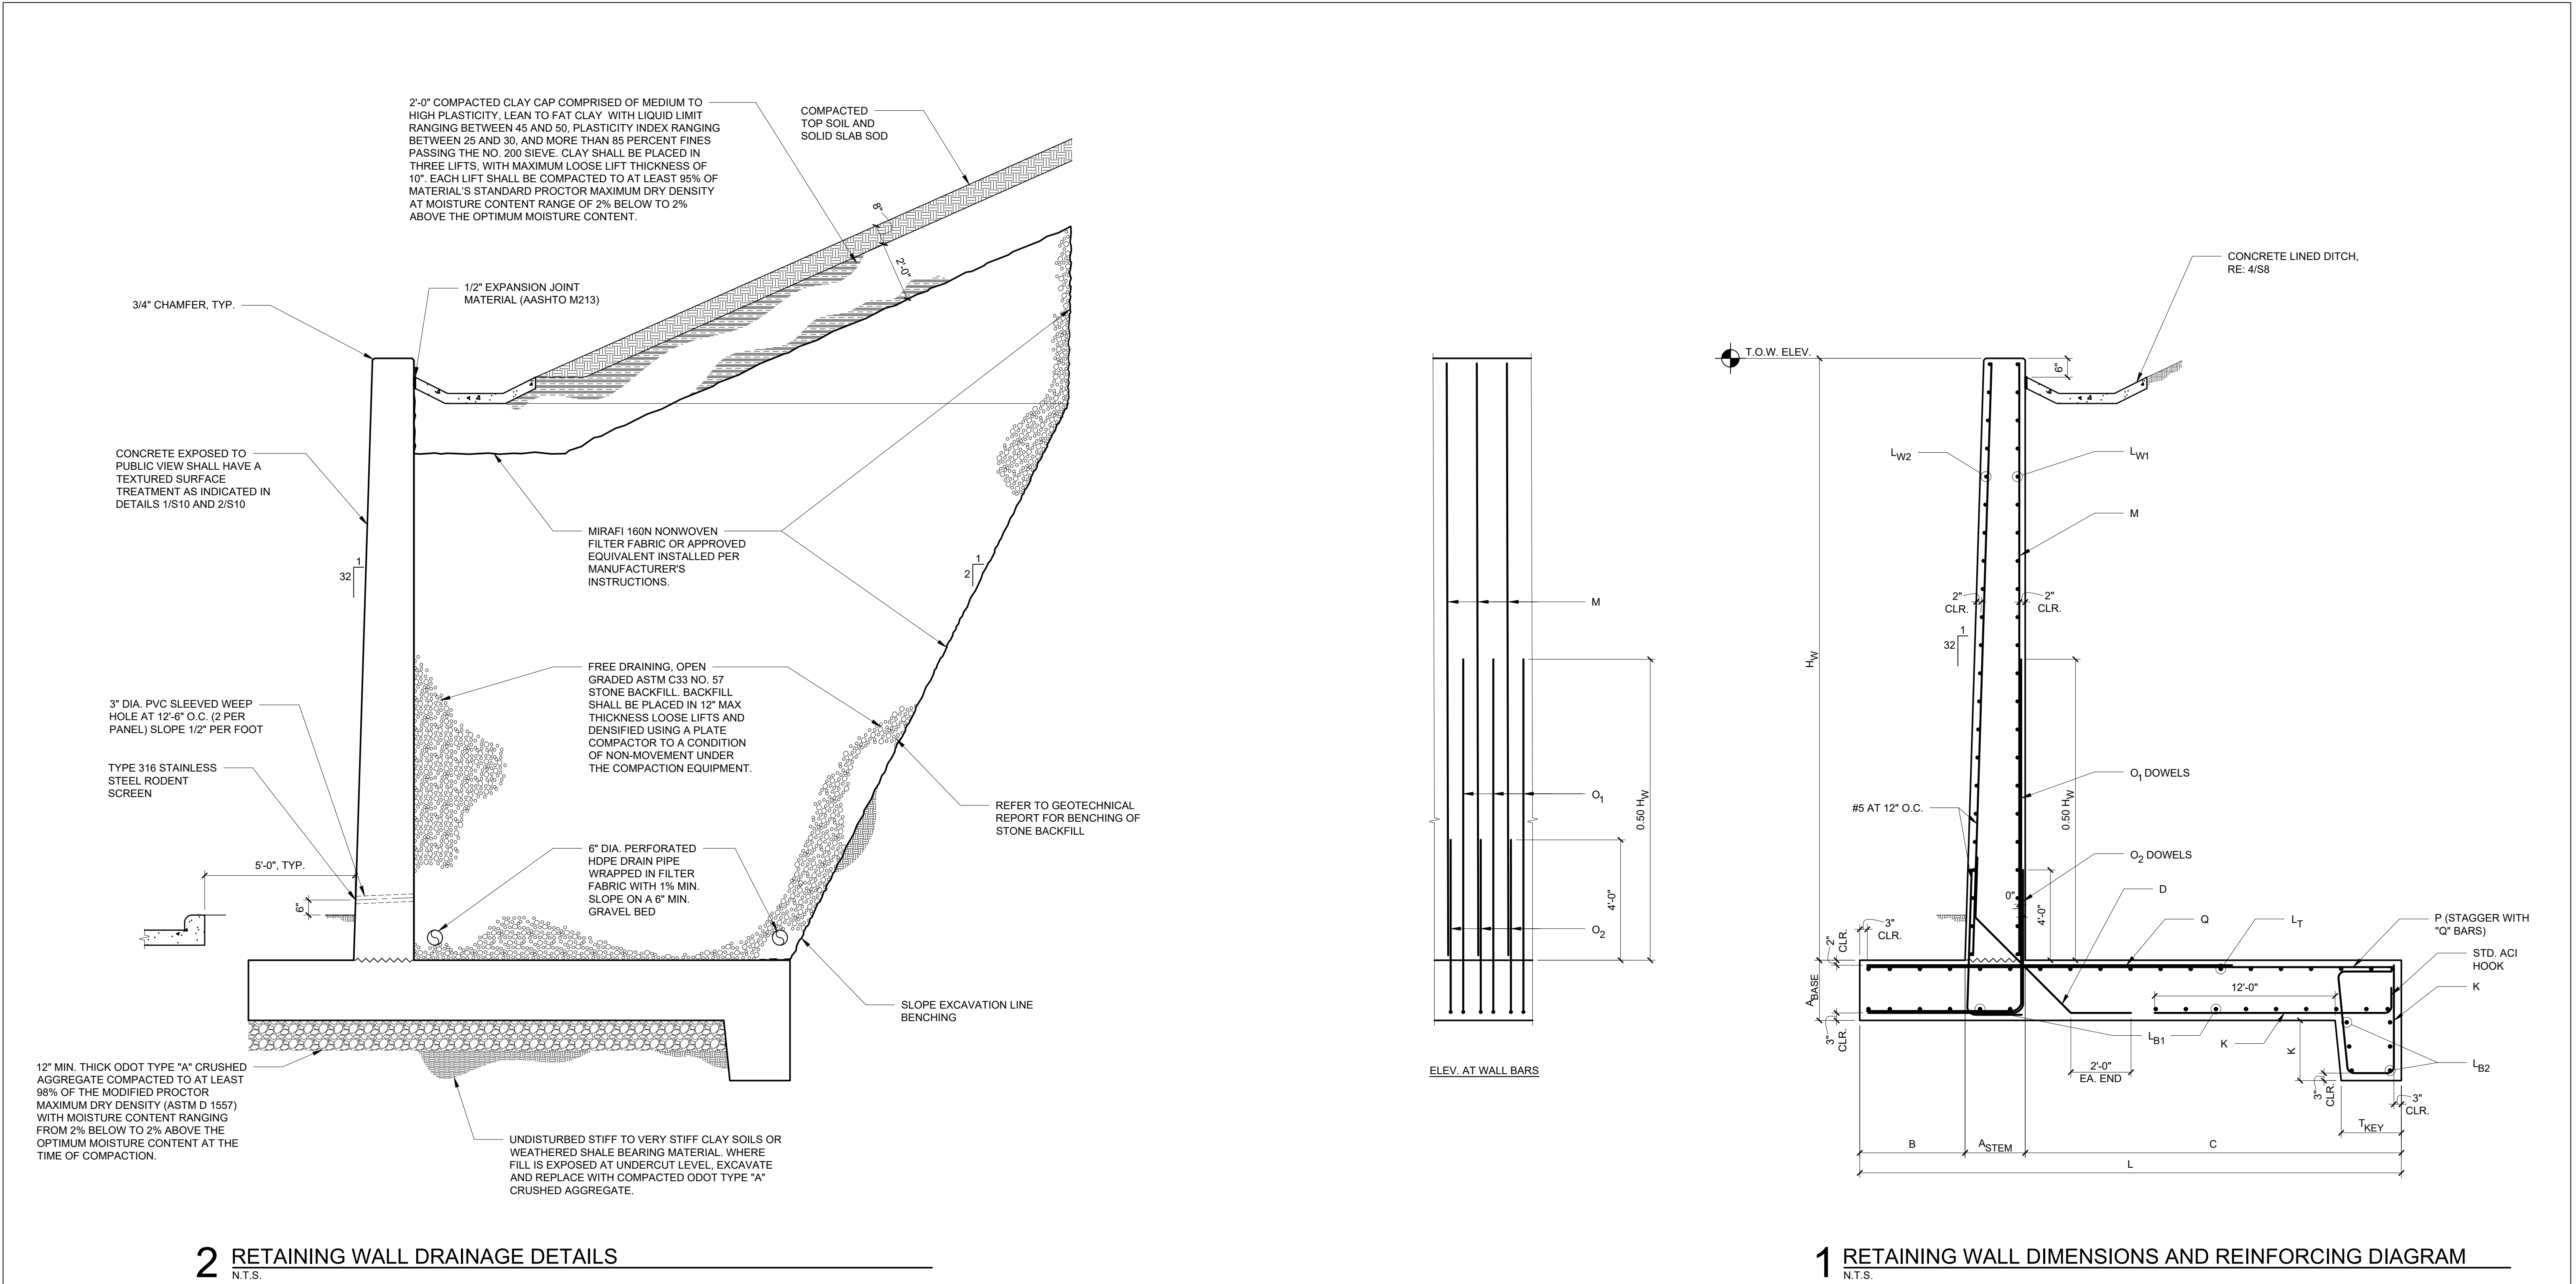 2'-0" COMPACTED CLAY CAP COMPRISED OF MEDIUM TO
HIGH PLASTICITY, LEAN TO FAT CLAY WITH LIQUID LIMIT
RANGING BETWEEN 45 AND 50, PLASTICITY INDEX RANGING
BETWEEN 25 AND 30, AND MORE THAN 85 PERCENT FINES
PASSING THE NO. 200 SIEVE. CLAY SHALL BE PLACED IN
THREE LIFTS, WITH MAXIMUM LOOSE LIFT THICKNESS OF
10". EACH LIFT SHALL BE COMPACTED TO AT LEAST 95% OF
MATERIAL'S STANDARD PROCTOR MAXIMUM DRY DENSITY
AT MOISTURE CONTENT RANGE OF 2% BELOW TO 2%
ABOVE THE OPTIMUM MOISTURE CONTENT.
COMPACTED
TOP SOIL AND
SOLID SLAB SOD
8"
2'-0"
1/2" EXPANSION JOINT
MATERIAL (AASHTO M213)
3/4" CHAMFER, TYP.
CONCRETE EXPOSED TO
PUBLIC VIEW SHALL HAVE A
TEXTURED SURFACE
TREATMENT AS INDICATED IN
DETAILS 1/S10 AND 2/S10
MIRAFI 160N NONWOVEN
FILTER FABRIC OR APPROVED
EQUIVALENT INSTALLED PER
MANUFACTURER'S
INSTRUCTIONS.
1
32
1
2
FREE DRAINING, OPEN
GRADED ASTM C33 NO. 57
STONE BACKFILL. BACKFILL
SHALL BE PLACED IN 12" MAX
THICKNESS LOOSE LIFTS AND
DENSIFIED USING A PLATE
COMPACTOR TO A CONDITION
OF NON-MOVEMENT UNDER
THE COMPACTION EQUIPMENT.
3" DIA. PVC SLEEVED WEEP
HOLE AT 12'-6" O.C. (2 PER
PANEL) SLOPE 1/2" PER FOOT
TYPE 316 STAINLESS
STEEL RODENT
SCREEN
REFER TO GEOTECHNICAL
REPORT FOR BENCHING OF
STONE BACKFILL
5'-0", TYP.
6"
6" DIA. PERFORATED
HDPE DRAIN PIPE
WRAPPED IN FILTER
FABRIC WITH 1% MIN.
SLOPE ON A 6" MIN.
GRAVEL BED
SLOPE EXCAVATION LINE
BENCHING
12" MIN. THICK ODOT TYPE "A" CRUSHED
AGGREGATE COMPACTED TO AT LEAST
98% OF THE MODIFIED PROCTOR
MAXIMUM DRY DENSITY (ASTM D 1557)
WITH MOISTURE CONTENT RANGING
FROM 2% BELOW TO 2% ABOVE THE
OPTIMUM MOISTURE CONTENT AT THE
TIME OF COMPACTION.
UNDISTURBED STIFF TO VERY STIFF CLAY SOILS OR
WEATHERED SHALE BEARING MATERIAL. WHERE
FILL IS EXPOSED AT UNDERCUT LEVEL, EXCAVATE
AND REPLACE WITH COMPACTED ODOT TYPE "A"
CRUSHED AGGREGATE.
2 RETAINING WALL DRAINAGE DETAILS
N.T.S.
M
O1
O2
0.50 HW
4'-0"
ELEV. AT WALL BARS
CONCRETE LINED DITCH,
RE: 4/S8
T.O.W. ELEV.
6"
LW2
LW1
M
HW
2"
CLR.
2"
CLR.
1
32
O1 DOWELS
#5 AT 12" O.C.
0.50 HW
O2 DOWELS
0"
4'-0"
D
Q
LT
P (STAGGER WITH
"Q" BARS)
STD. ACI
HOOK
K
3"
CLR.
2"
CLR.
ABASE
3"
CLR.
12'-0"
LB1
K
K
2'-0"
EA. END
LB2
3"
CLR.
3"
CLR.
TKEY
B
ASTEM
C
L
1 RETAINING WALL DIMENSIONS AND REINFORCING DIAGRAM
N.T.S.